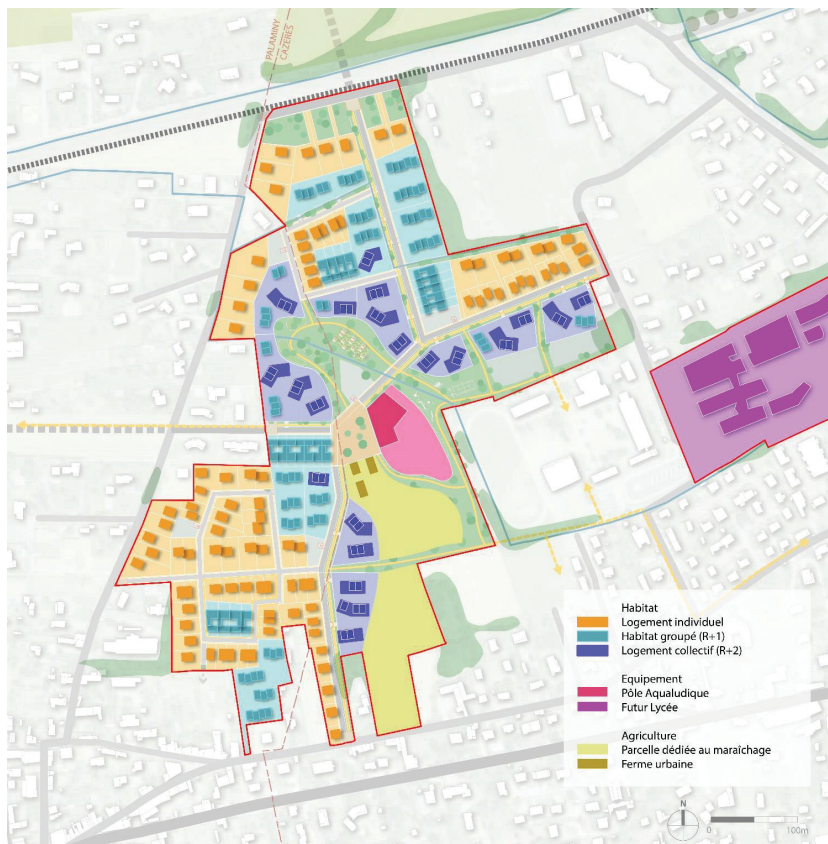 PALAMINY
CAZERES
Habitat
Logement individuel
Habitat groupé (R+1)
Logement collectif (R+2)
Equipement
Pôle Aqualudique
Futur Lycée
Agriculture
Parcelle dédiée au maraîchage
Ferme urbaine
N
0
100m